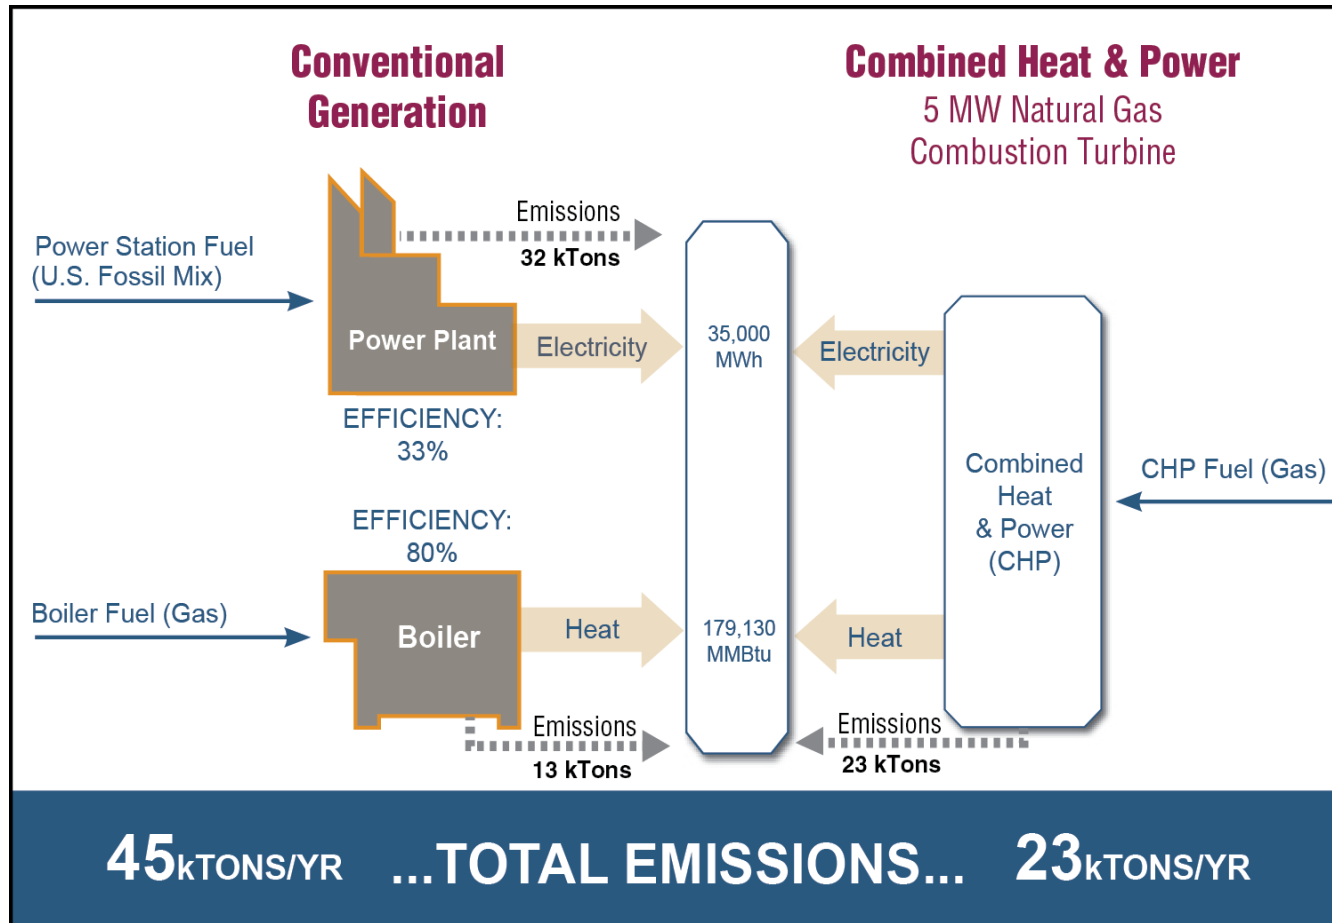 Conventional
Generation
Combined Heat & Power
5 MW Natural Gas
Combustion Turbine
Emissions
32 kTons
Power Station Fuel
(U.S. Fossil Mix)
Power Plant
Electricity
35,000
MWh
Electricity
EFFICIENCY:
33%
Combined
Heat
& Power
(CHP)
CHP Fuel (Gas)
EFFICIENCY:
80%
Boiler Fuel (Gas)
Boiler
Heat
179,130
MMBtu
Heat
Emissions
13 kTons
Emissions
23 kTons
45kTONS/YR ...TOTAL EMISSIONS... 23kTONS/YR